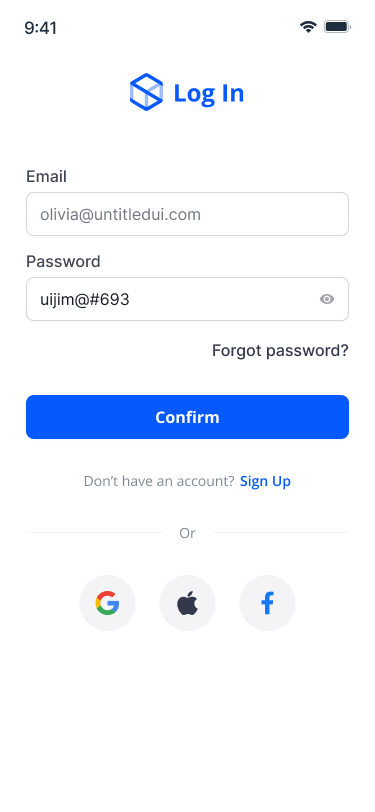 9:41
Log In
Email
olivia@untitledui.com
Password
uijim@#693
Forgot password?
Confirm
Don’t have an account? Sign Up
Or